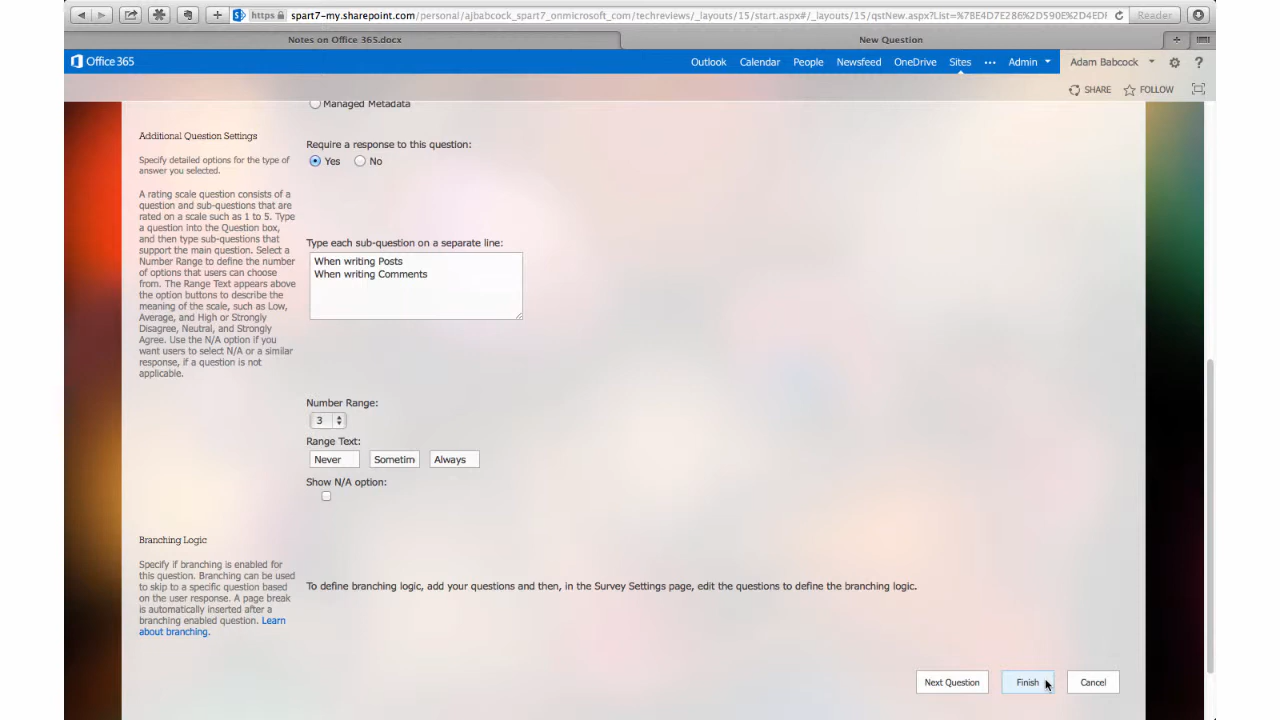 https spart7-my.sharepoint.com/personal/ajbabcock_spart7_onmicrosoft_com/techreviews/_layouts/15/start.aspx#/_layouts/15/qstNew.aspx?List=%7BE4D7E286%2D590E%2D4EDF Reader
Notes on Office 365.docx New Question
Office 365 Outlook Calendar People Newsfeed OneDrive Sites ••• Admin Adam Babcock ?
SHARE FOLLOW
Managed Metadata
Additional Question Settings
Specify detailed options for the type of
answer you selected.
A rating scale question consists of a
question and sub-questions that are
rated on a scale such as 1 to 5. Type
a question into the Question box,
and then type sub-questions that
support the main question. Select a
Number Range to define the number
of options that users can choose
from. The Range Text appears above
the option buttons to describe the
meaning of the scale, such as Low,
Average, and High or Strongly
Disagree, Neutral, and Strongly
Agree. Use the N/A option if you
want users to select N/A or a similar
response, if a question is not
applicable.
Require a response to this question:
Yes No
Type each sub-question on a separate line:
When writing Posts
When writing Comments
Number Range:
3
Range Text:
Never Sometim Always
Show N/A option:
Branching Logic
Specify if branching is enabled for
this question. Branching can be used
to skip to a specific question based
on the user response. A page break
is automatically inserted after a
branching enabled question. Learn
about branching.
To define branching logic, add your questions and then, in the Survey Settings page, edit the questions to define the branching logic.
Next Question Finish Cancel